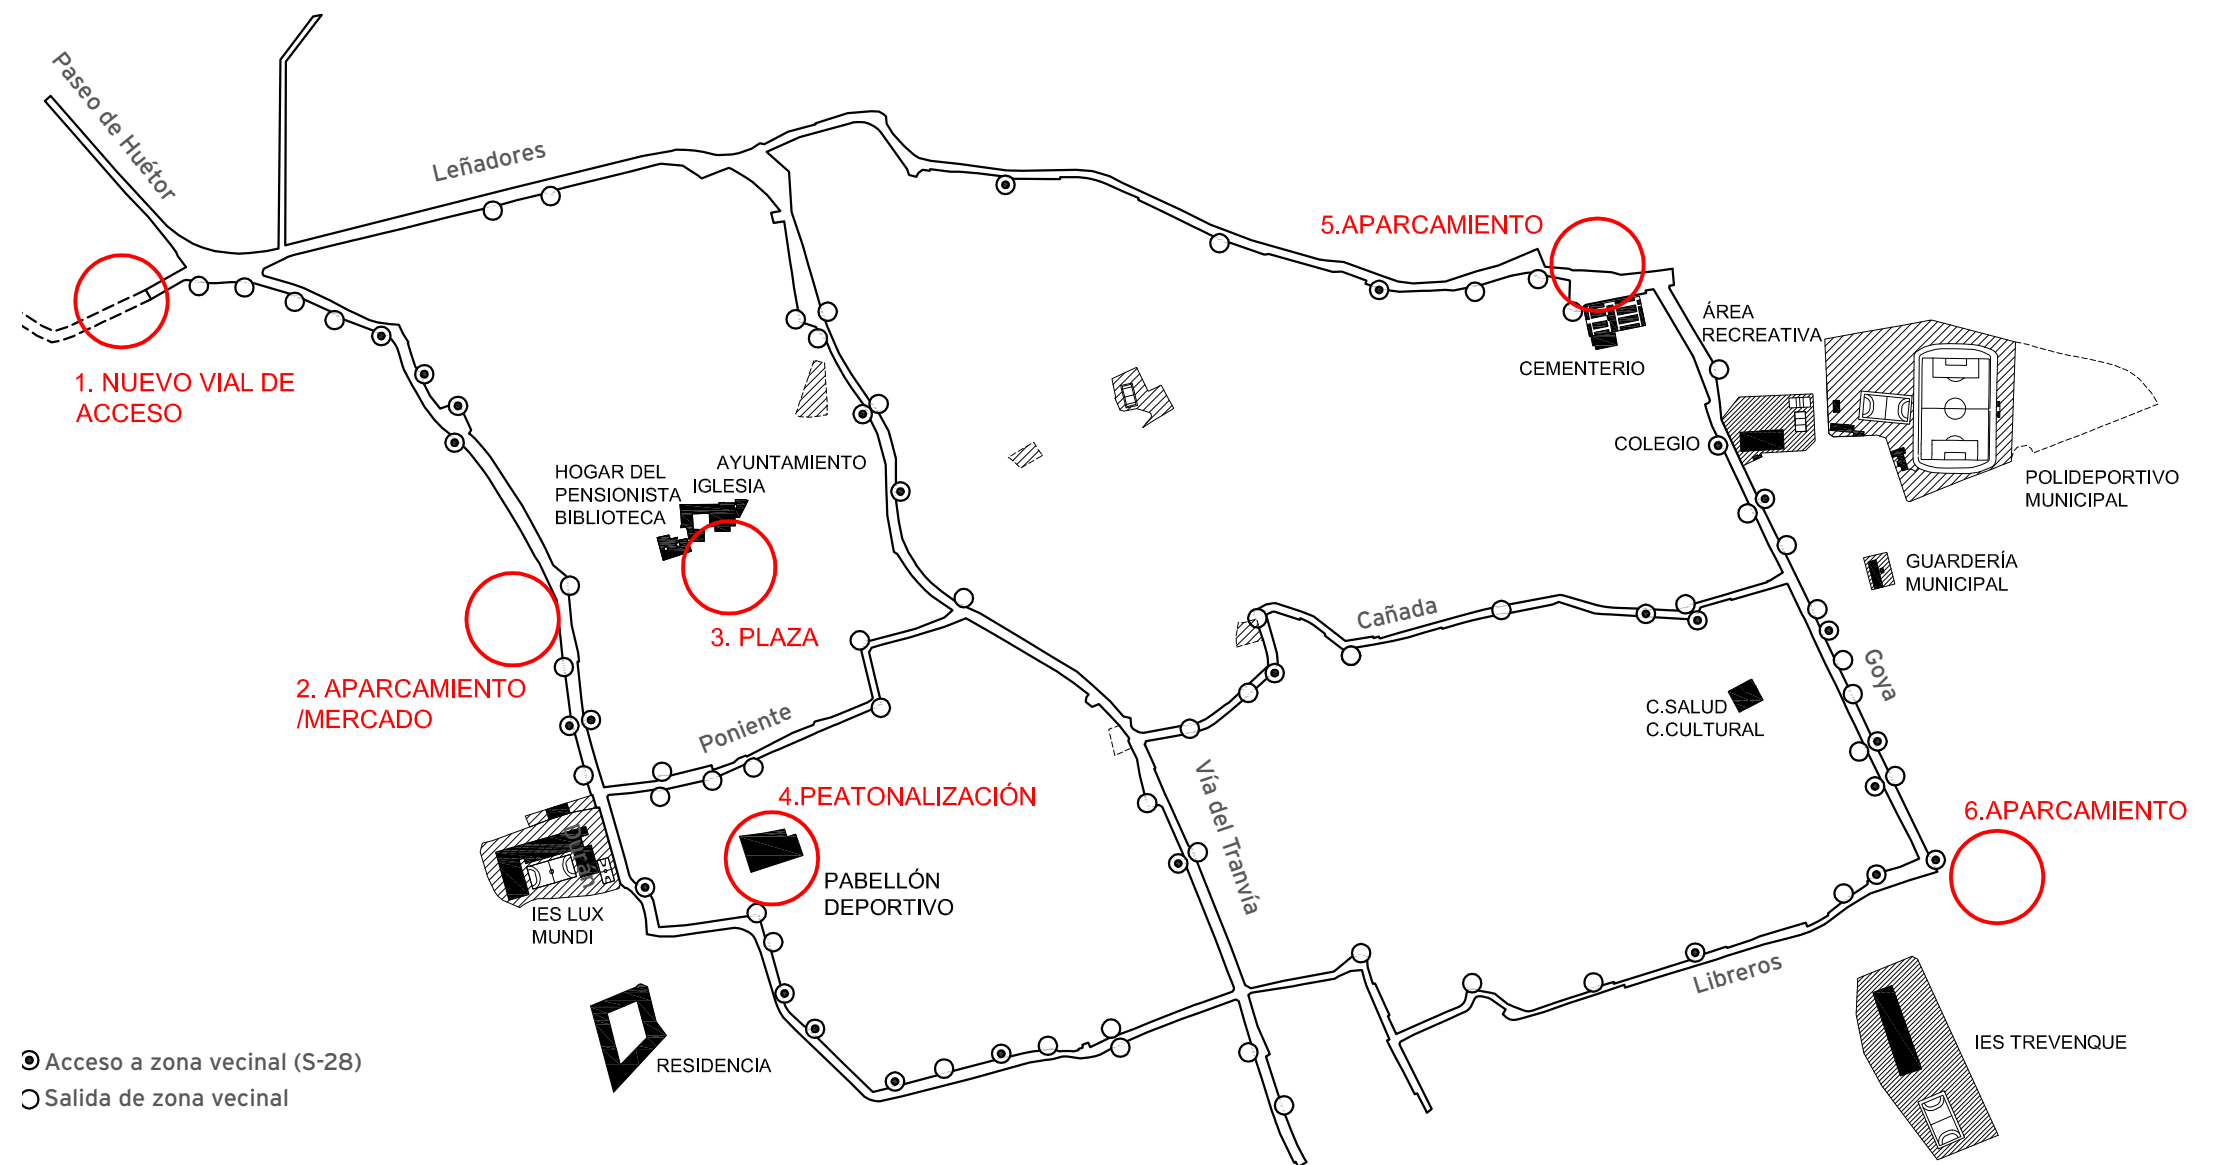 Paseo de Huétor
Leñadores
5.APARCAMIENTO
ÁREA
RECREATIVA
CEMENTERIO
1. NUEVO VIAL DE
ACCESO
COLEGIO
HOGAR DEL
PENSIONISTA
BIBLIOTECA
AYUNTAMIENTO
IGLESIA
POLIDEPORTIVO
MUNICIPAL
GUARDERÍA
MUNICIPAL
Cañada
3. PLAZA
2. APARCAMIENTO
/MERCADO
Goya
C.SALUD
C.CULTURAL
Poniente
4.PEATONALIZACIÓN
Vía del Tranvía
6.APARCAMIENTO
Durán
PABELLÓN
DEPORTIVO
IES LUX
MUNDI
Libreros
RESIDENCIA
IES TREVENQUE
Acceso a zona vecinal (S-28)
Salida de zona vecinal